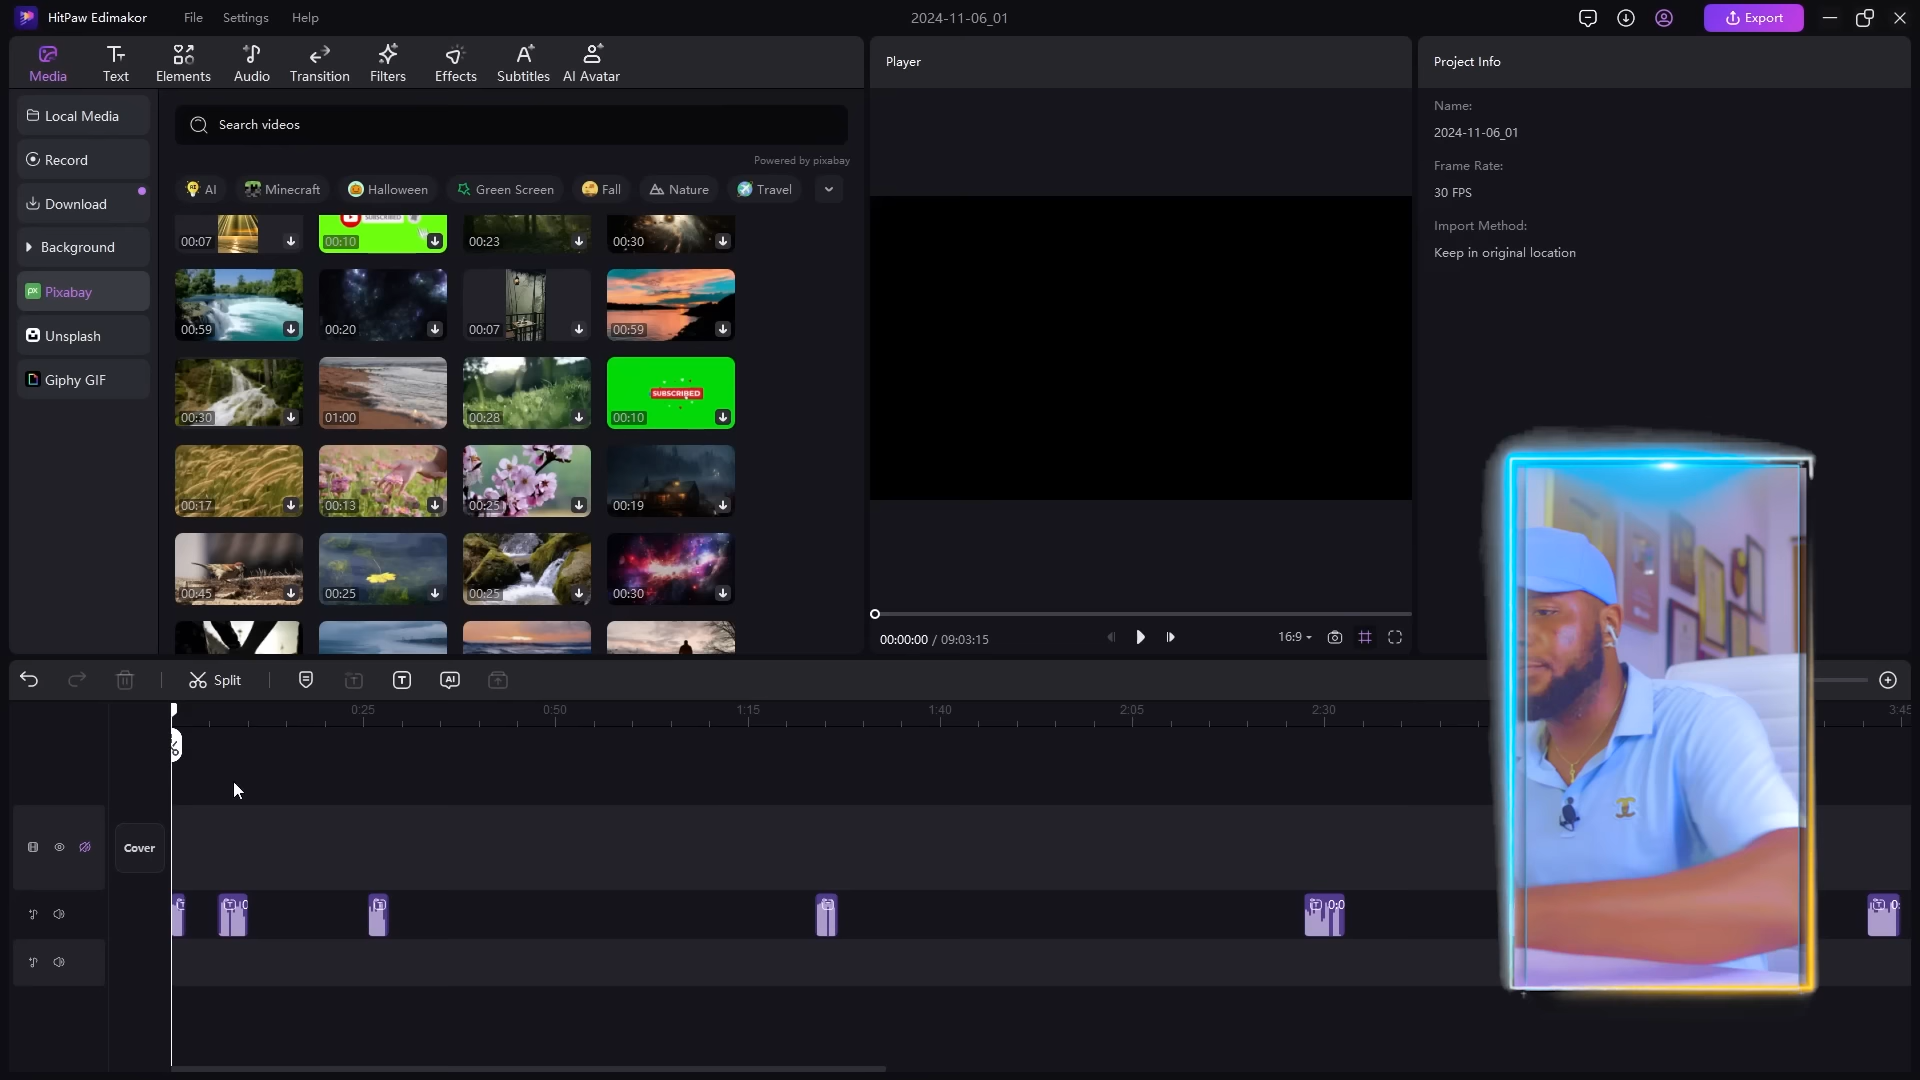 HitPaw Edimakor
File
Settings
Help
2024-11-06_01
Export
Media
Text
Elements
Audio
Transition
Filters
Effects
Subtitles
AI Avatar
Player
Project Info
Local Media
Record
Download
Background
Pixabay
Unsplash
Giphy GIF
Search videos
Powered by pixabay
AI
Minecraft
Halloween
Green Screen
Fall
Nature
Travel
Name:
2024-11-06_01
Frame Rate:
30 FPS
Import Method:
Keep in original location
00:07
SUBSCRIBED
00:10
00:23
00:30
00:59
00:20
00:07
00:59
00:30
01:00
00:28
SUBSCRIBED
00:10
00:17
00:13
00:25
00:19
00:45
00:25
00:25
00:30
00:00:00 / 09:03:15
16:9
Split
AI
0:25
0:50
1:15
1:40
2:05
2:30
3:45
Cover